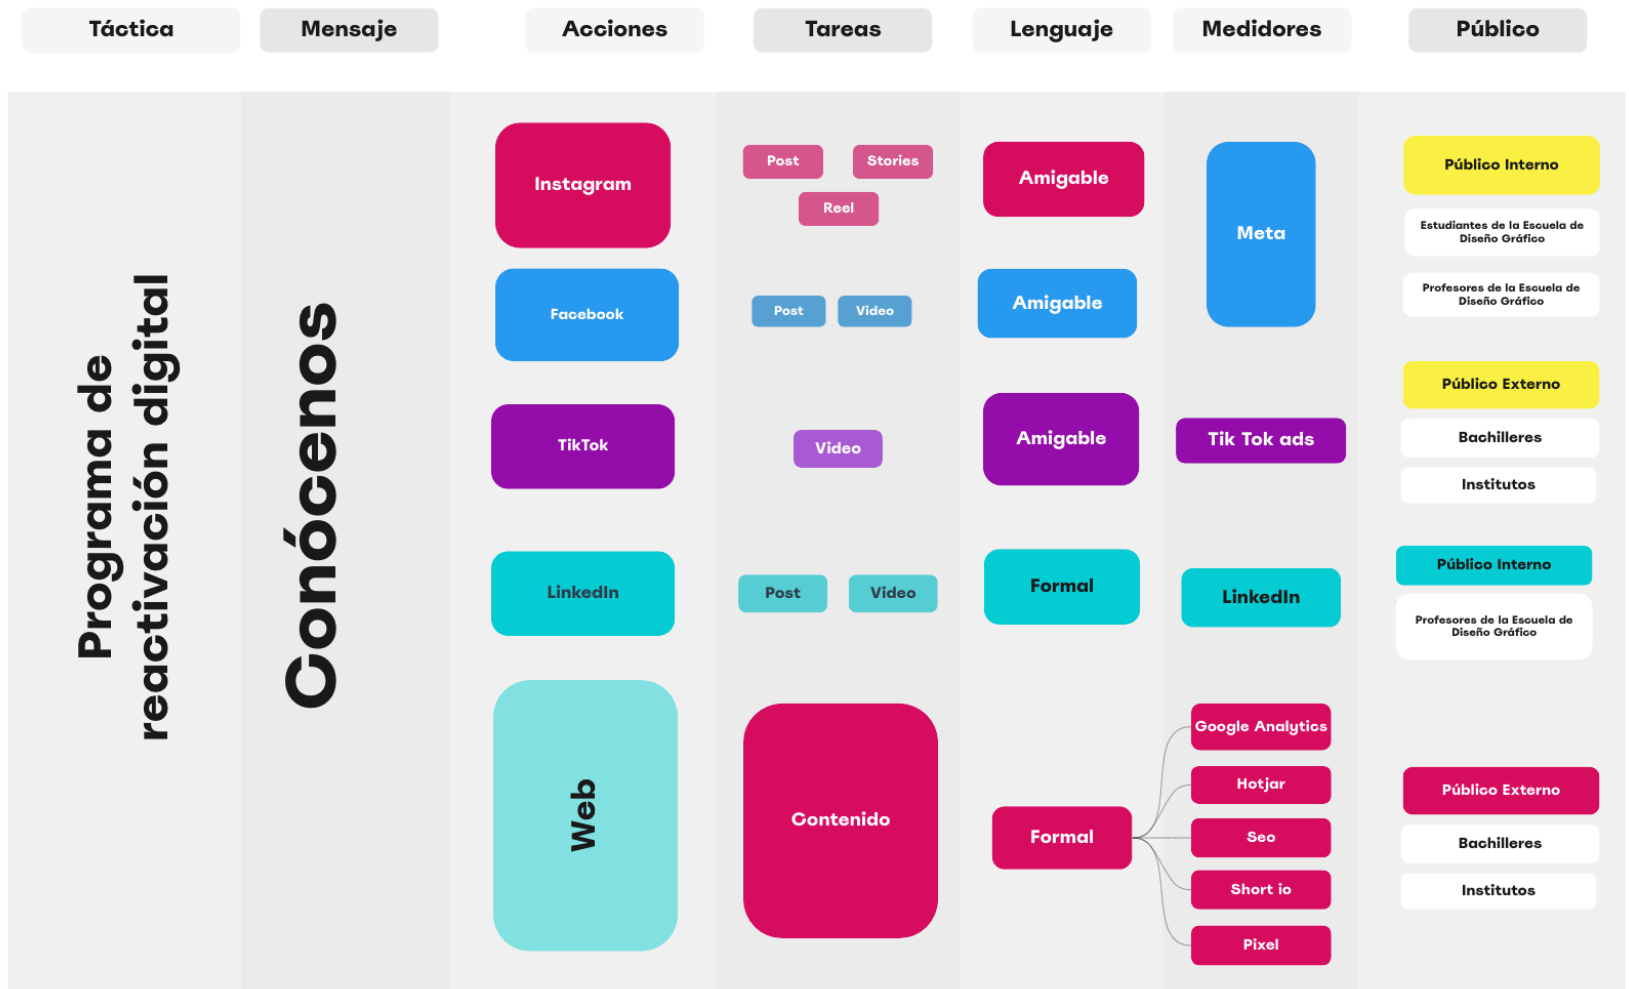 Táctica
Mensaje
Acciones
Tareas
Lenguaje
Medidores
Público
Programa de
reactivación digital
Conócenos
Instagram
Post
Stories
Reel
Amigable
Meta
Público Interno
Estudiantes de la Escuela de
Diseño Gráfico
Profesores de la Escuela de
Diseño Gráfico
Facebook
Post
Video
Amigable
Público Externo
Bachilleres
Institutos
TikTok
Video
Amigable
Tik Tok ads
LinkedIn
Post
Video
Formal
LinkedIn
Público Interno
Profesores de la Escuela de
Diseño Gráfico
Web
Contenido
Formal
Google Analytics
Hotjar
Seo
Short io
Pixel
Público Externo
Bachilleres
Institutos